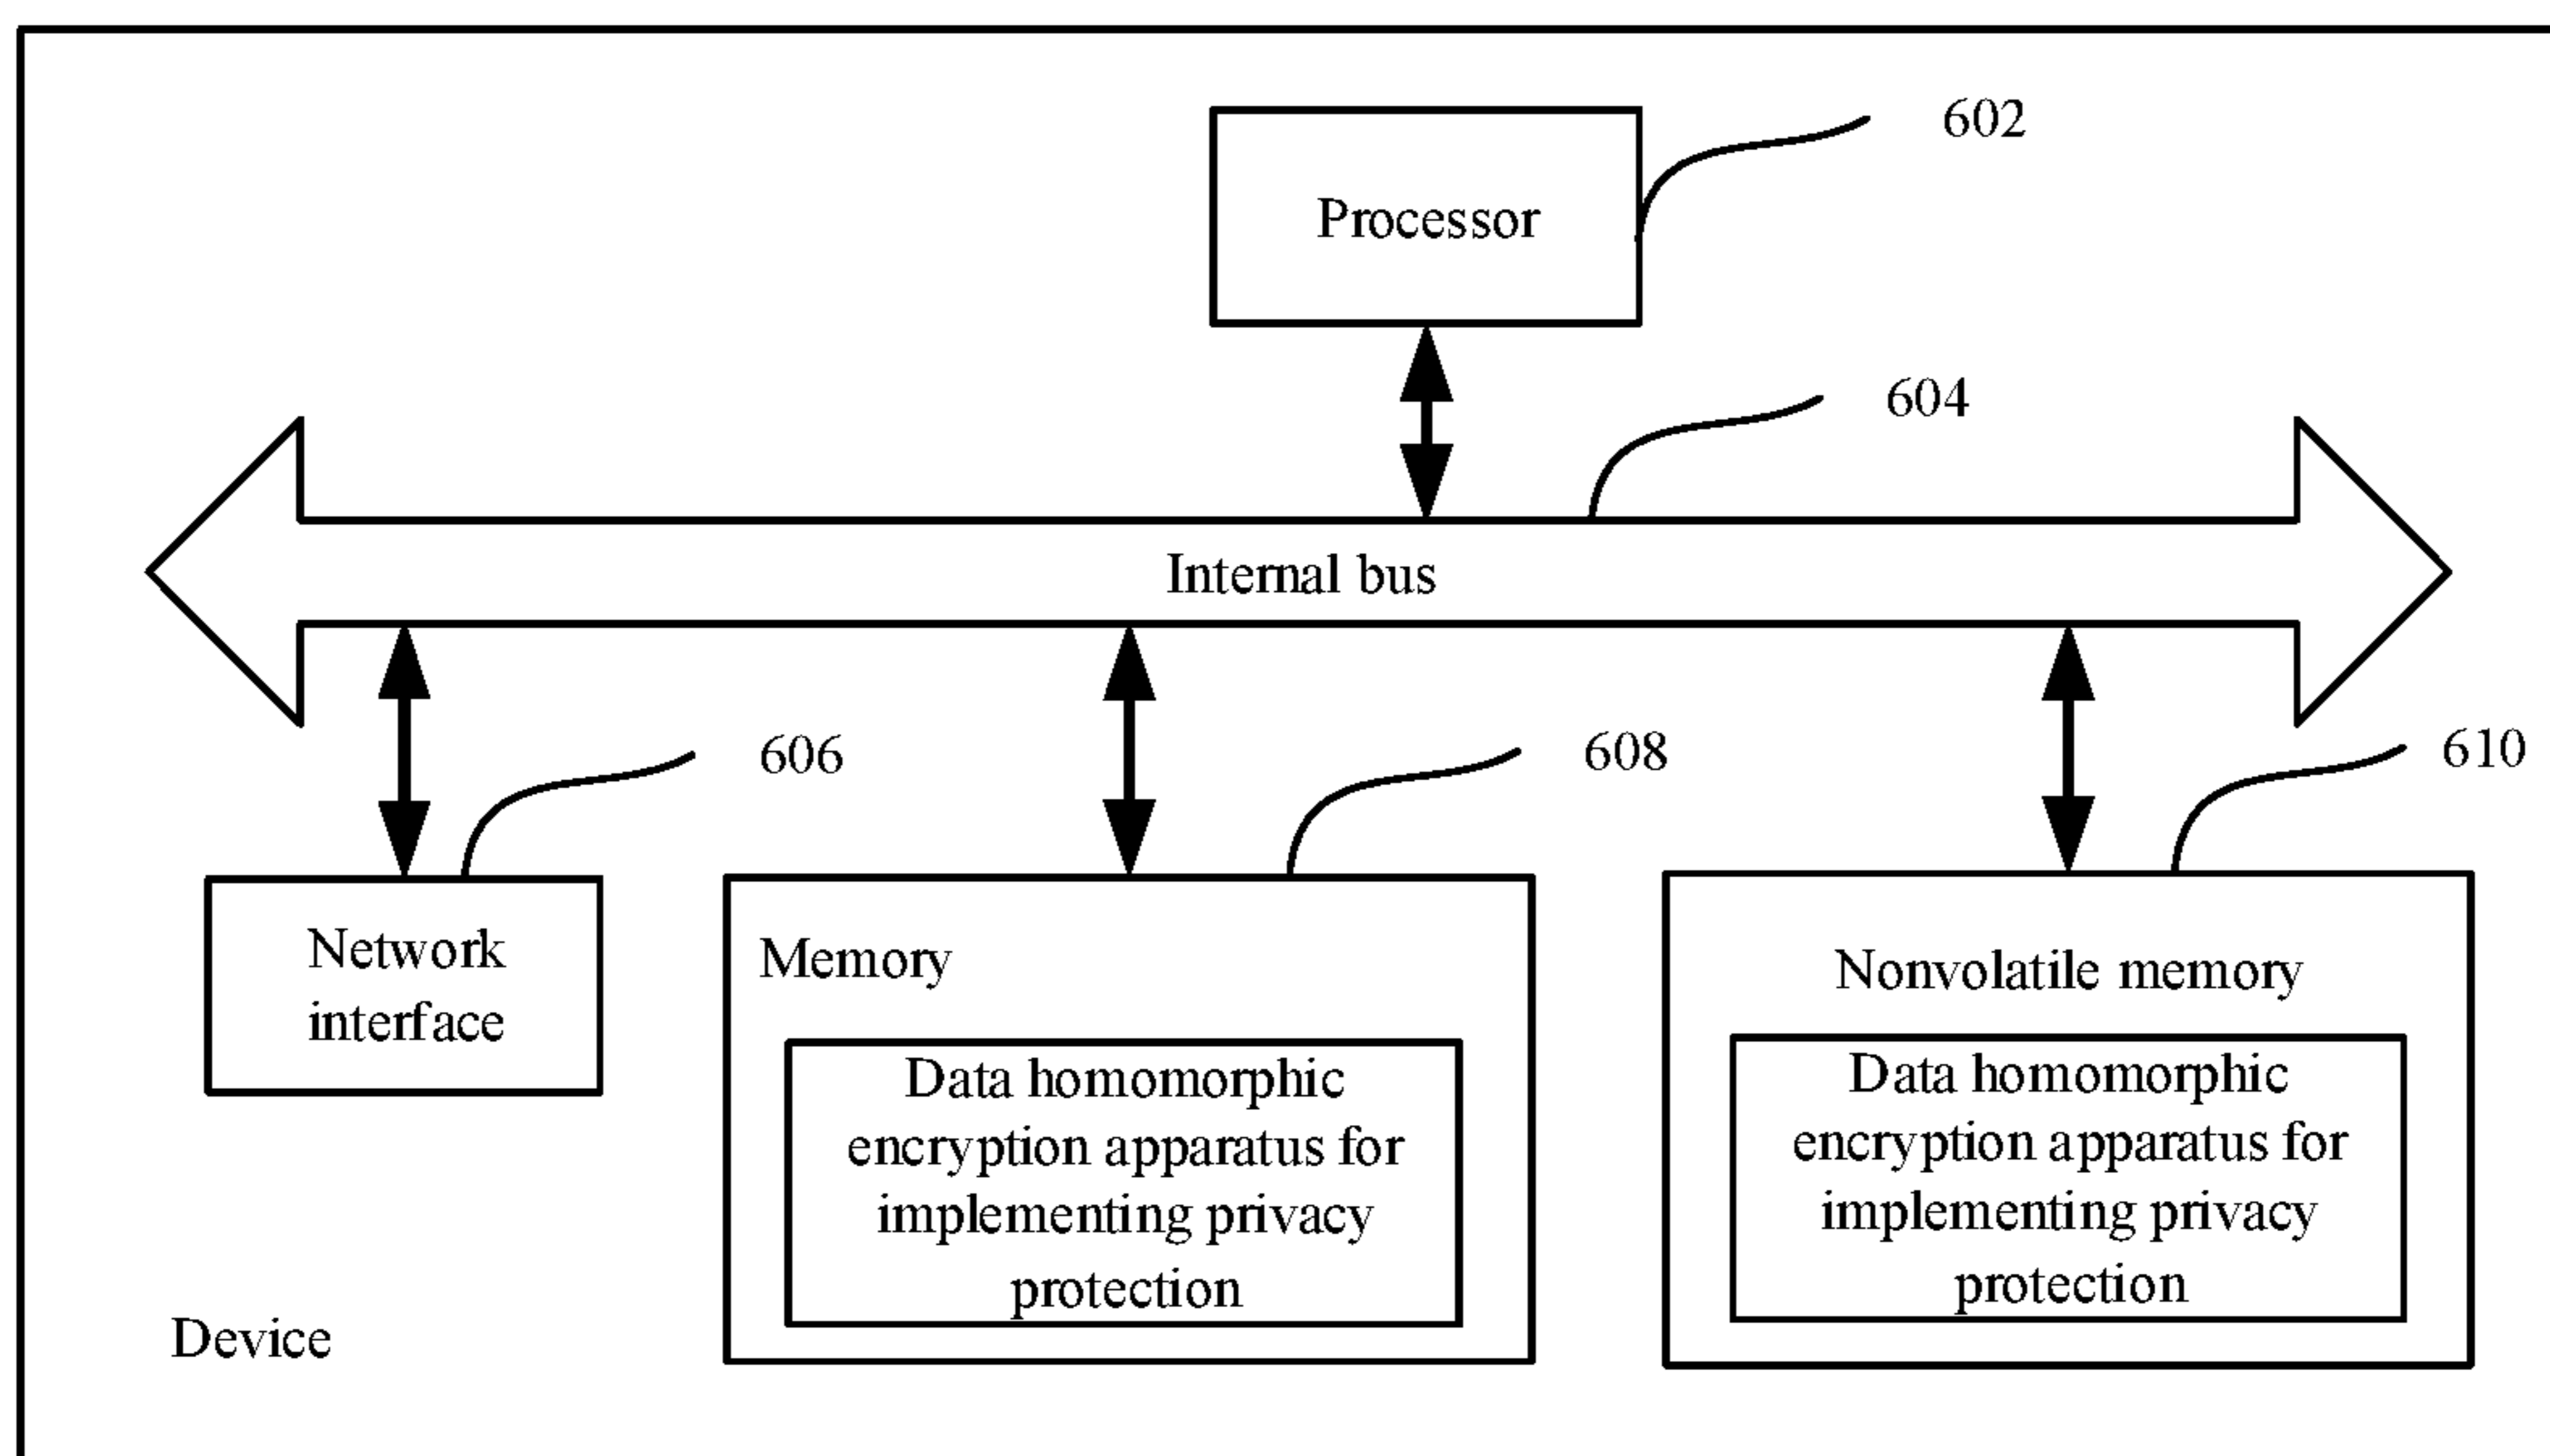 602
Processor
604
Internal bus
606
608
610
Network
interface
Memory
Data homomorphic
encryption apparatus for
implementing privacy
protection
Nonvolatile memory
Data homomorphic
encryption apparatus for
implementing privacy
protection
Device